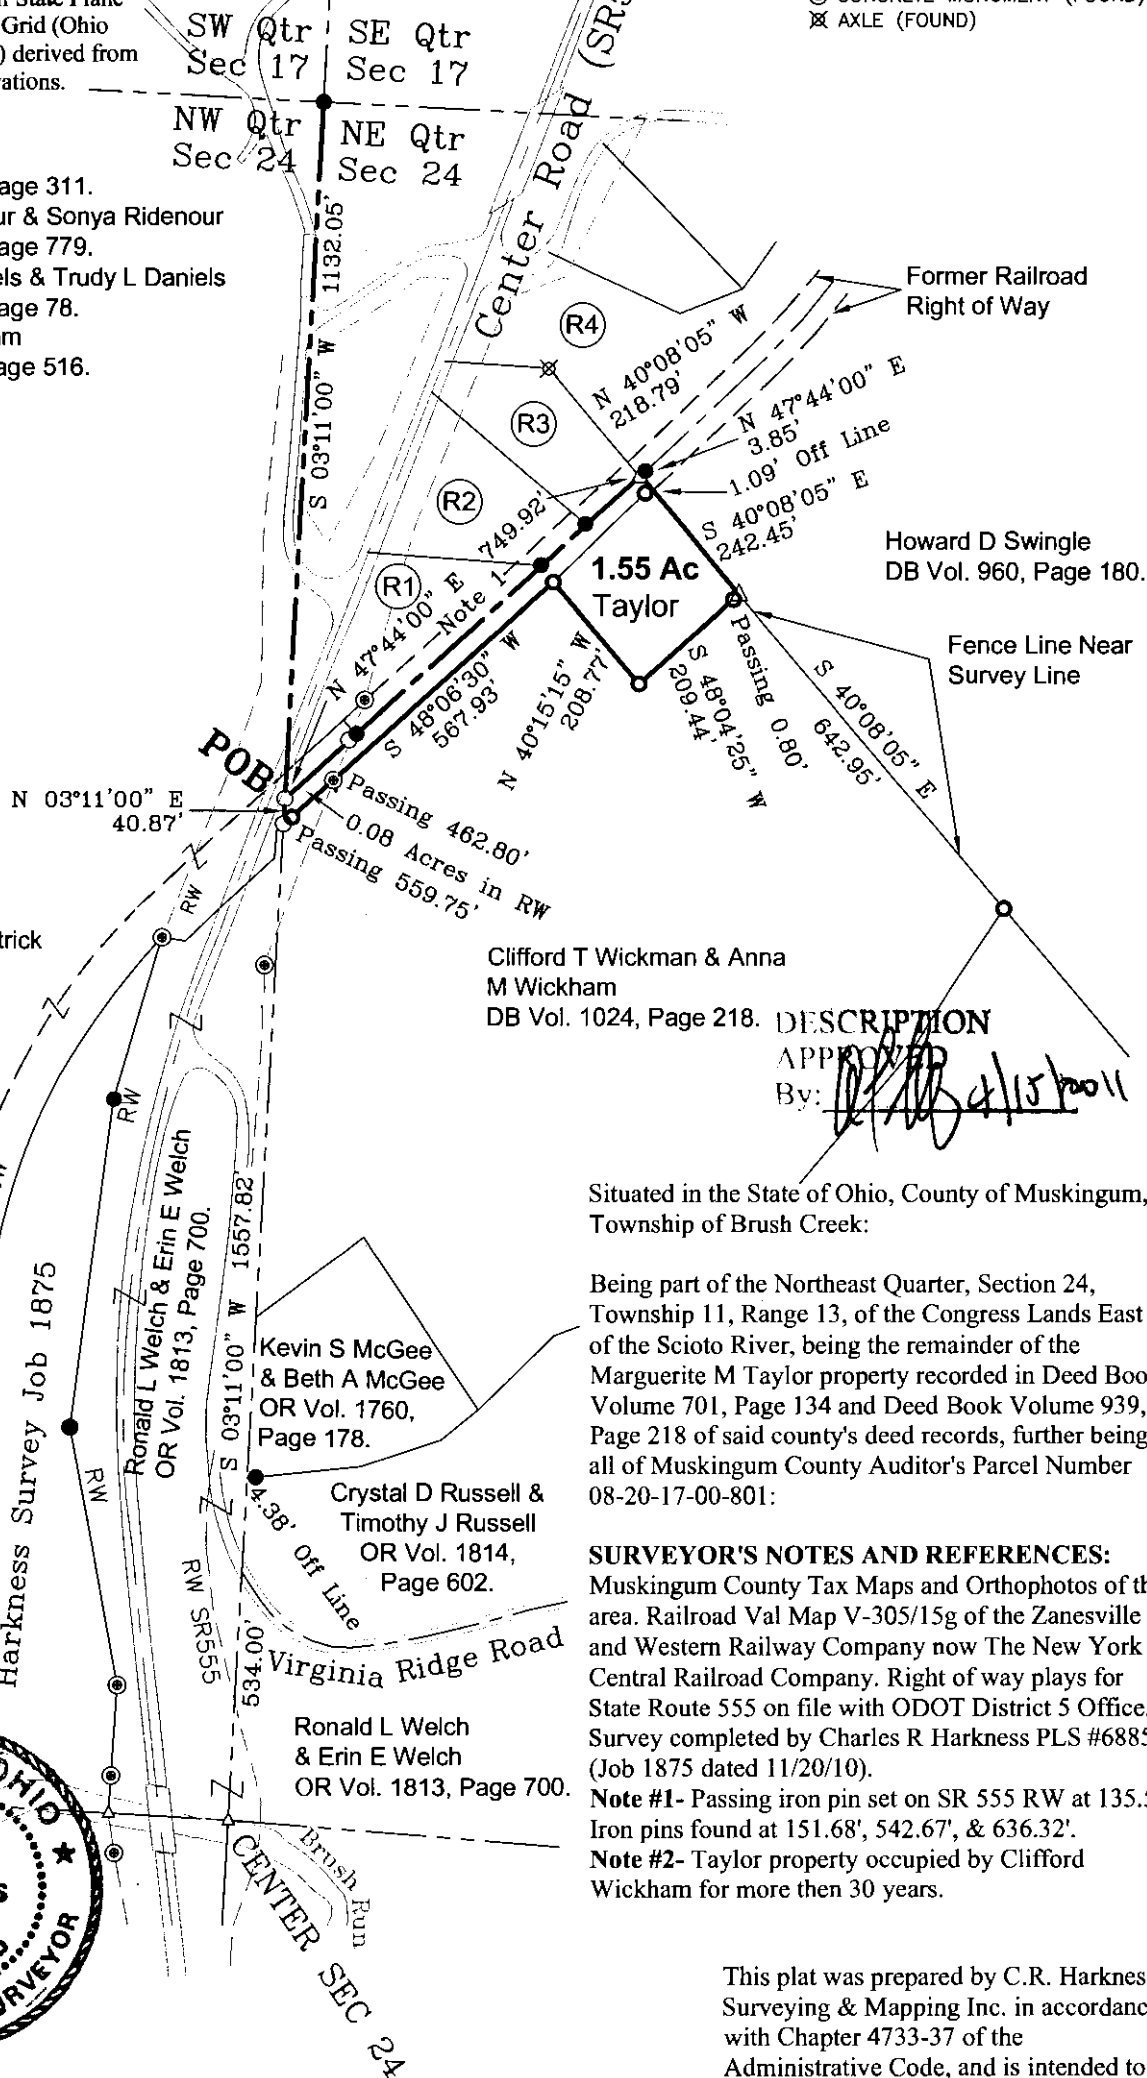 State Plane
Grid (Ohio
) derived from
ations.
SW Qtr
Sec 17
SE Qtr
Sec 17
NW Qtr
Sec 24
NE Qtr
Sec 24
AXLE (FOUND)
age 311.
ur & Sonya Ridenour
age 779.
els & Trudy L Daniels
age 78.
am
age 516.
Center Road (SR5
S 03°11'00" W 1132.05'
Former Railroad
Right of Way
R4
R3
R2
R1
N 40°08'05" W
218.79'
N 47°44'00" E
3.85'
1.09' Off Line
S 40°08'05" E
242.45'
N 47°44'00" E 749.92'
Note 1
1.55 Ac
Taylor
Howard D Swingle
DB Vol. 960, Page 180.
Fence Line Near
Survey Line
S 48°06'30" W
567.93'
N 40°15'15" W
208.77'
S 48°04'25" W
209.44'
Passing 0.80'
S 40°08'05" E
642.95'
POB
N 03°11'00" E
40.87'
Passing 462.80'
0.08 Acres in RW
Passing 559.75'
RW
trick
Clifford T Wickman & Anna
M Wickham
DB Vol. 1024, Page 218.
DESCRIPTION
APPROVED
By:
4/15/2011
RW
Ronald L Welch & Erin E Welch
OR Vol. 1813, Page 700.
S 03°11'00" W 1557.82'
Harkness Survey Job 1875
RW
Kevin S McGee
& Beth A McGee
OR Vol. 1760,
Page 178.
4.38' Off Line
Crystal D Russell &
Timothy J Russell
OR Vol. 1814,
Page 602.
RW SR555
534.00'
Virginia Ridge Road
Ronald L Welch
& Erin E Welch
OR Vol. 1813, Page 700.
Brush Run
CENTER SEC 24
OHIO
SURVEYOR
Situated in the State of Ohio, County of Muskingum,
Township of Brush Creek:
Being part of the Northeast Quarter, Section 24,
Township 11, Range 13, of the Congress Lands East
of the Scioto River, being the remainder of the
Marguerite M Taylor property recorded in Deed Boo
Volume 701, Page 134 and Deed Book Volume 939,
Page 218 of said county's deed records, further being
all of Muskingum County Auditor's Parcel Number
08-20-17-00-801:
SURVEYOR'S NOTES AND REFERENCES:
Muskingum County Tax Maps and Orthophotos of th
area. Railroad Val Map V-305/15g of the Zanesville
and Western Railway Company now The New York
Central Railroad Company. Right of way plays for
State Route 555 on file with ODOT District 5 Office.
Survey completed by Charles R Harkness PLS #6885
(Job 1875 dated 11/20/10).
Note #1- Passing iron pin set on SR 555 RW at 135.5
Iron pins found at 151.68', 542.67', & 636.32'.
Note #2- Taylor property occupied by Clifford
Wickham for more then 30 years.
This plat was prepared by C.R. Harknes
Surveying & Mapping Inc. in accordanc
with Chapter 4733-37 of the
Administrative Code, and is intended to